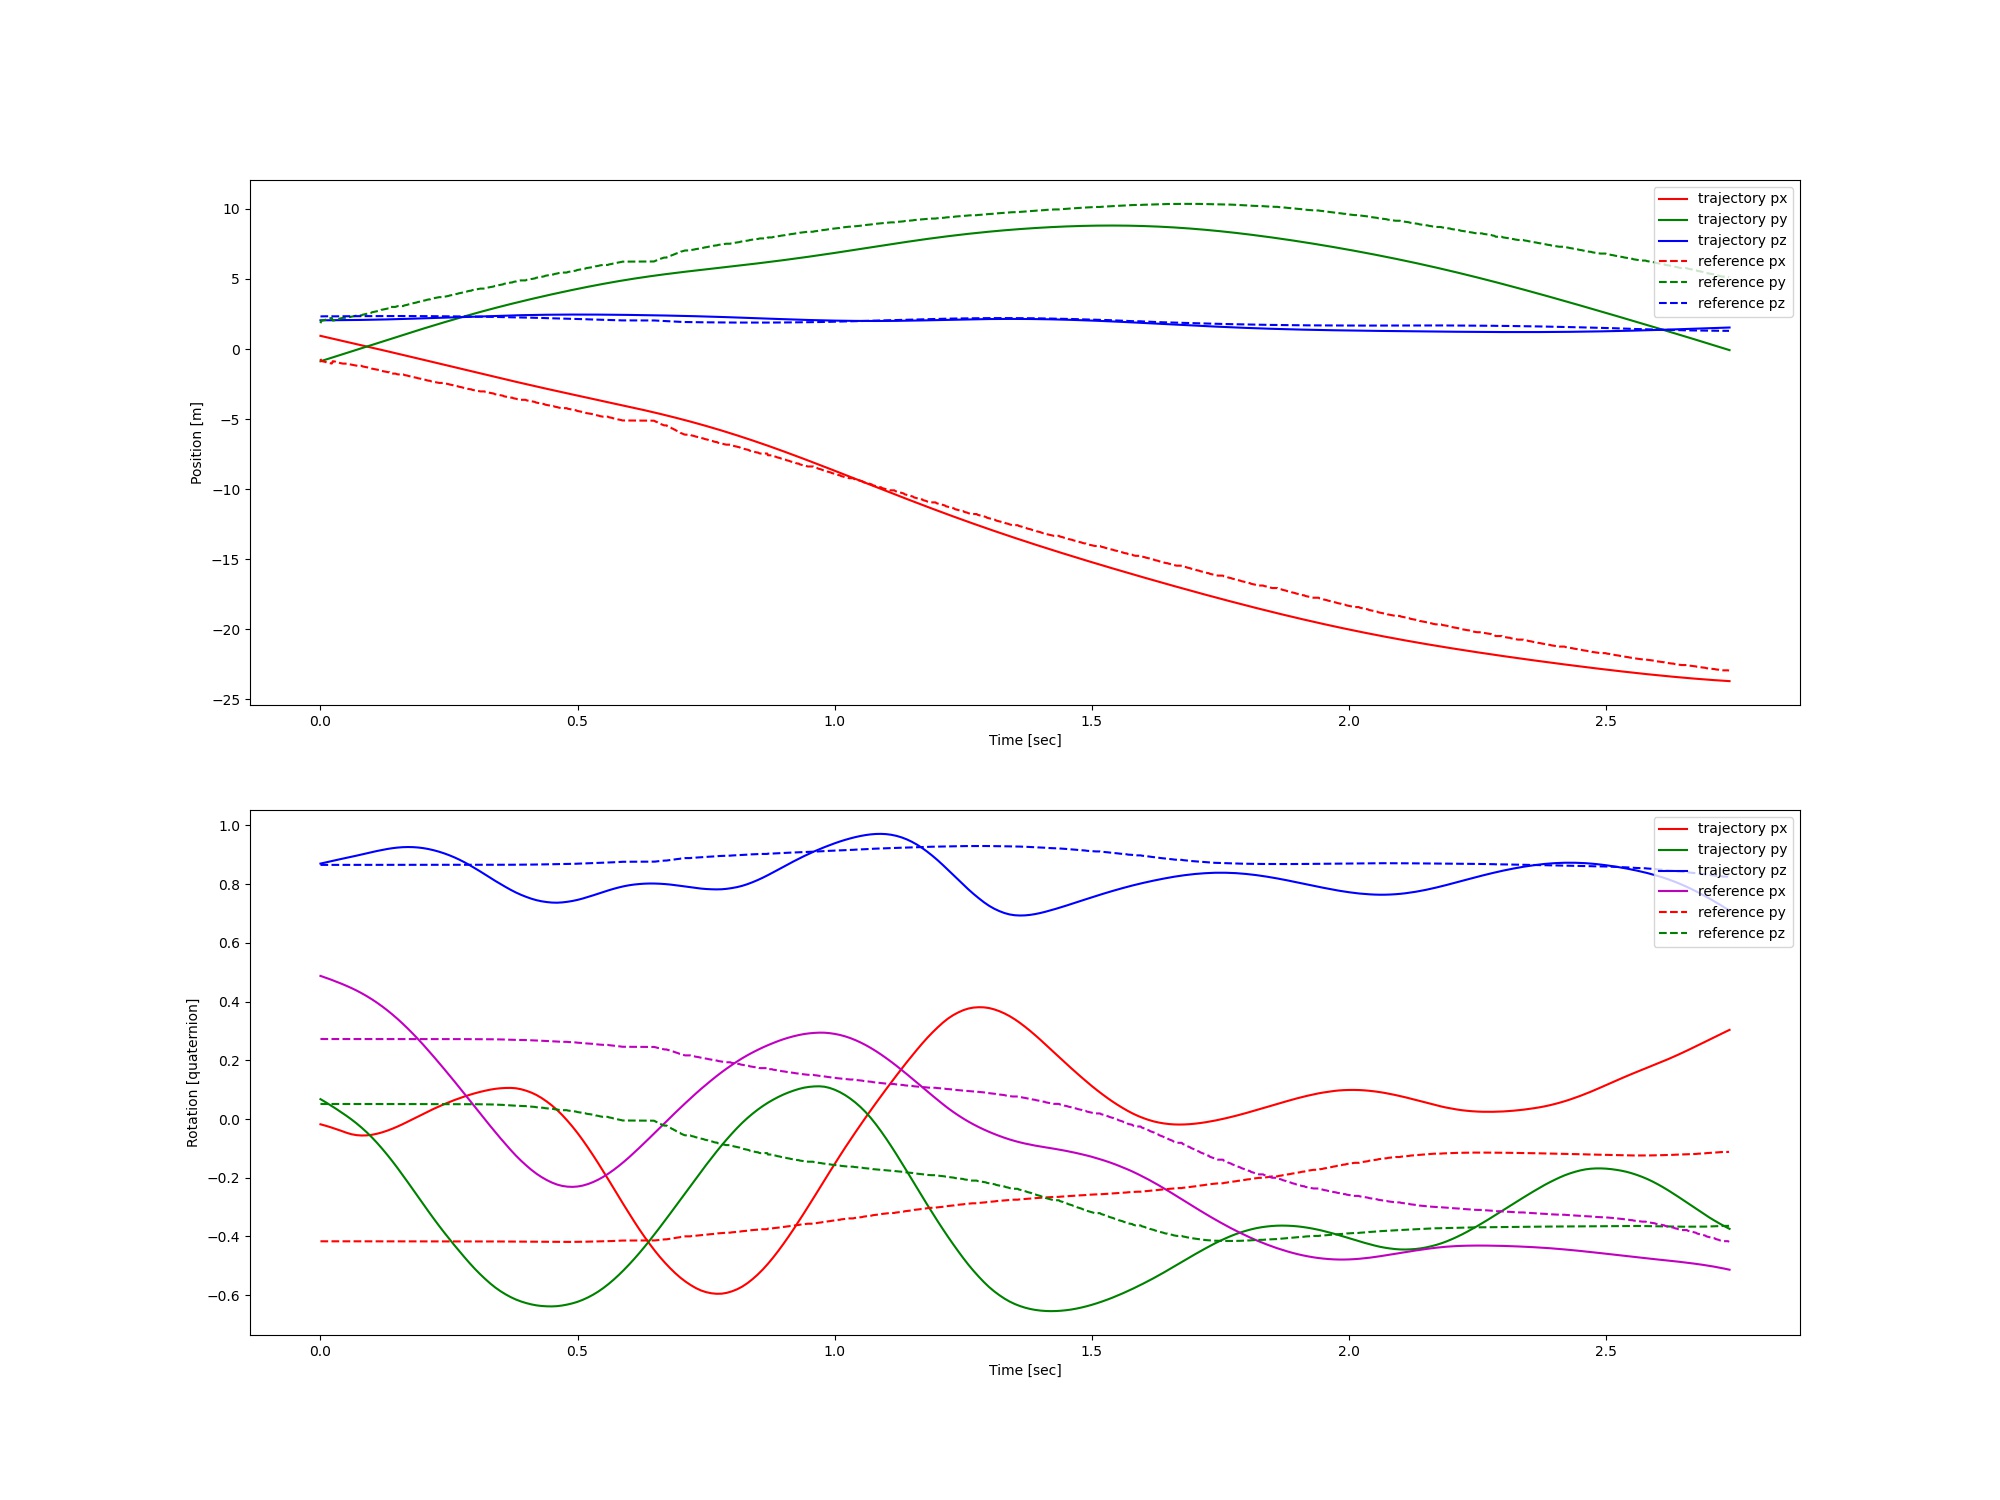 10
5
0
−5
−10
−15
−20
−25
Position [m]
trajectory px
trajectory py
trajectory pz
reference px
reference py
reference pz
0.0 0.5 1.0 1.5 2.0 2.5
Time [sec]
1.0
0.8
0.6
0.4
0.2
0.0
−0.2
−0.4
−0.6
Rotation [quaternion]
trajectory px
trajectory py
trajectory pz
reference px
reference py
reference pz
0.0 0.5 1.0 1.5 2.0 2.5
Time [sec]